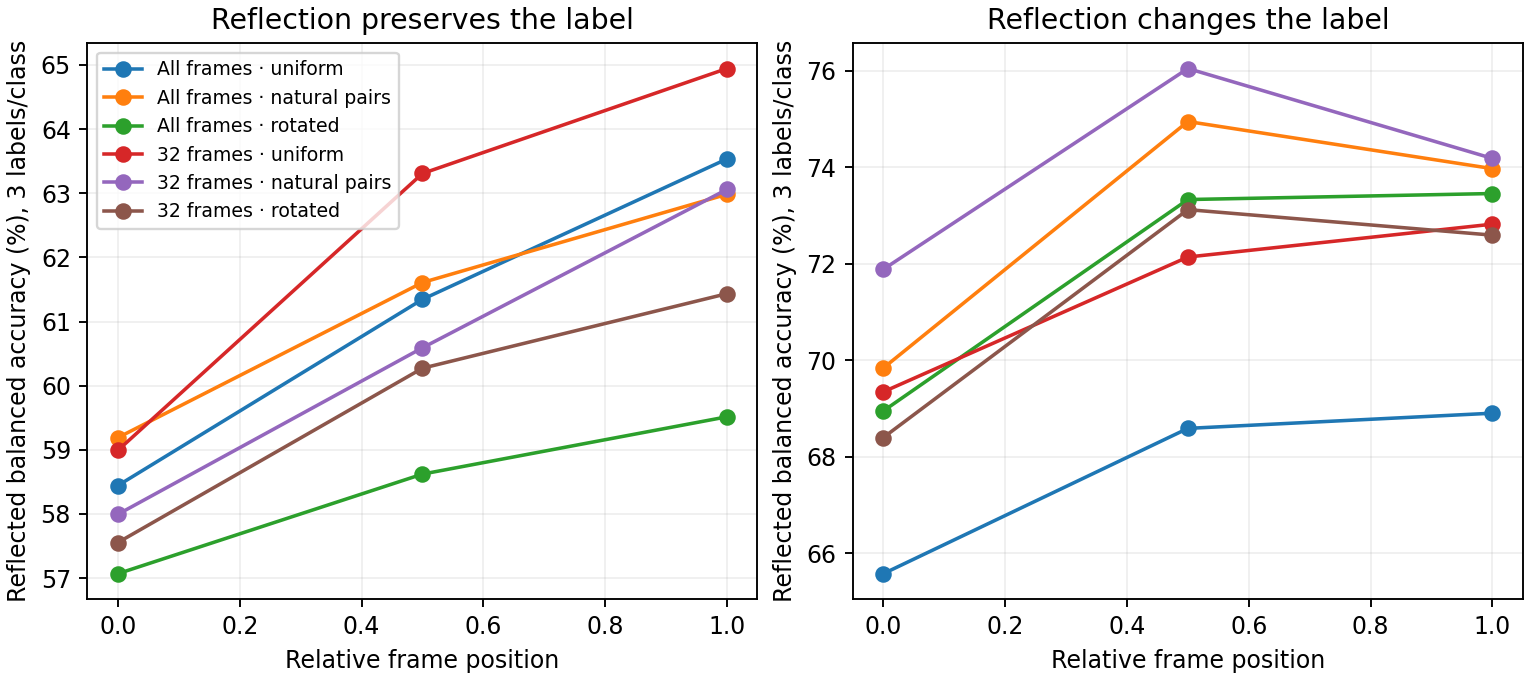 Reflection preserves the label
Reflected balanced accuracy (%), 3 labels/class
65
64
63
62
61
60
59
58
57
All frames · uniform
All frames · natural pairs
All frames · rotated
32 frames · uniform
32 frames · natural pairs
32 frames · rotated
0.0 0.2 0.4 0.6 0.8 1.0
Relative frame position
Reflection changes the label
Reflected balanced accuracy (%), 3 labels/class
76
74
72
70
68
66
0.0 0.2 0.4 0.6 0.8 1.0
Relative frame position